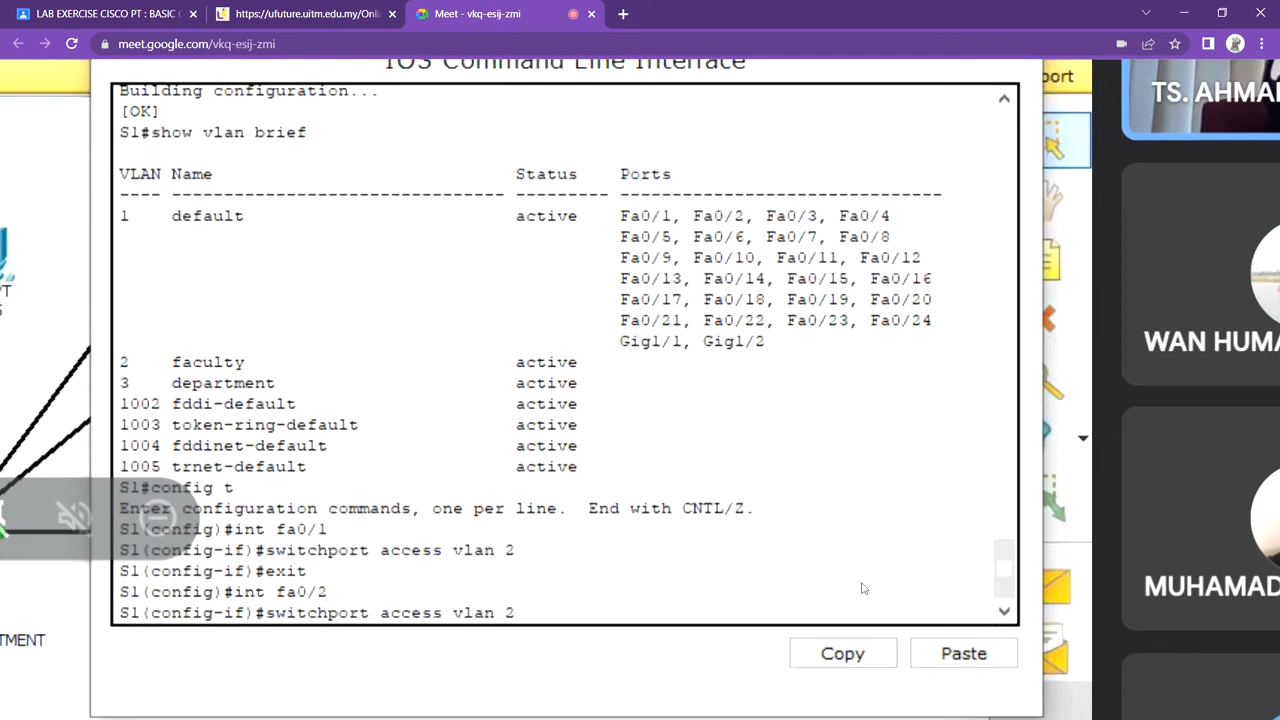 LAB EXERCISE CISCO PT : BASIC C
https://ufuture.uitm.edu.my/Onli
Meet - vkq-esij-zmi
meet.google.com/vkq-esij-zmi
IOS Command Line Interface
port
Building configuration...
[OK]
S1#show vlan brief
VLAN Name Status Ports
---- -------------------------------- --------- -------------------------------
1 default active Fa0/1, Fa0/2, Fa0/3, Fa0/4
Fa0/5, Fa0/6, Fa0/7, Fa0/8
Fa0/9, Fa0/10, Fa0/11, Fa0/12
Fa0/13, Fa0/14, Fa0/15, Fa0/16
Fa0/17, Fa0/18, Fa0/19, Fa0/20
Fa0/21, Fa0/22, Fa0/23, Fa0/24
Gig1/1, Gig1/2
2 faculty active
3 department active
1002 fddi-default active
1003 token-ring-default active
1004 fddinet-default active
1005 trnet-default active
S1#config t
Enter configuration commands, one per line. End with CNTL/Z.
S1(config)#int fa0/1
S1(config-if)#switchport access vlan 2
S1(config-if)#exit
S1(config)#int fa0/2
S1(config-if)#switchport access vlan 2
Copy
Paste
PT
TMENT
TS. AHMA
WAN HUMA
MUHAMAD